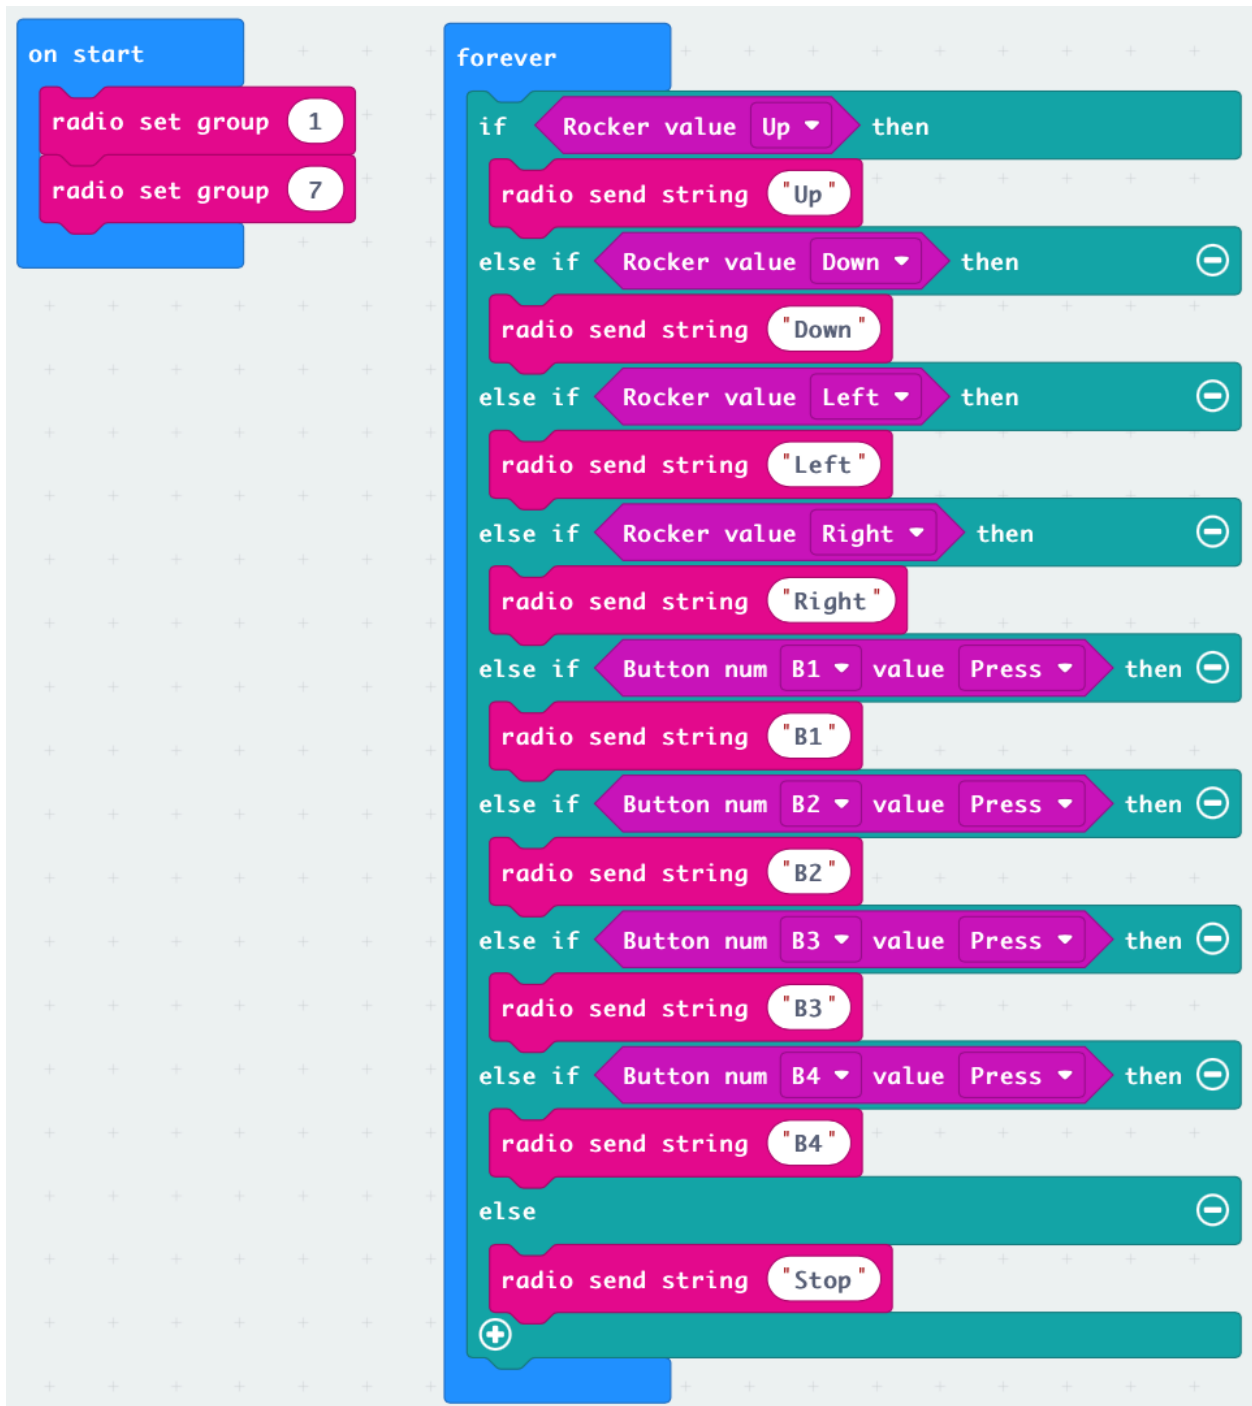 on start
radio set group 1
radio set group 7
forever
if Rocker value Up then
radio send string "Up"
else if Rocker value Down then
radio send string "Down"
else if Rocker value Left then
radio send string "Left"
else if Rocker value Right then
radio send string "Right"
else if Button num B1 value Press then
radio send string "B1"
else if Button num B2 value Press then
radio send string "B2"
else if Button num B3 value Press then
radio send string "B3"
else if Button num B4 value Press then
radio send string "B4"
else
radio send string "Stop"